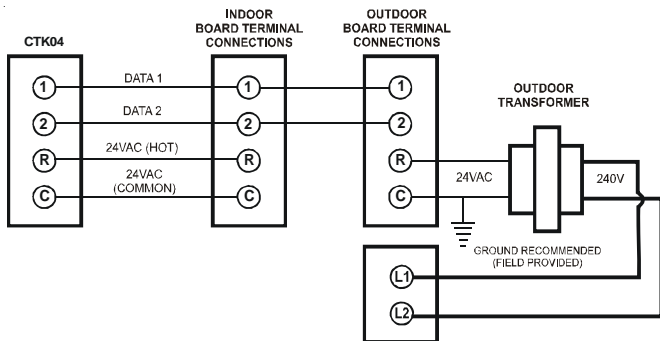 CTK04
INDOOR
BOARD TERMINAL
CONNECTIONS
OUTDOOR
BOARD TERMINAL
CONNECTIONS
OUTDOOR
TRANSFORMER
1
DATA 1
1
1
2
DATA 2
2
2
R
24VAC (HOT)
R
R
C
24VAC
(COMMON)
C
C
24VAC
240V
GROUND RECOMMENDED
(FIELD PROVIDED)
L1
L2